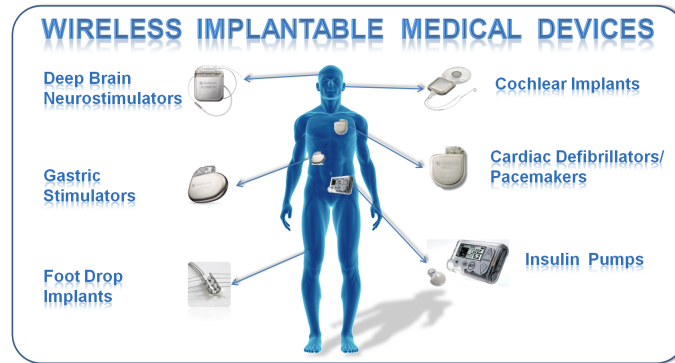 WIRELESS IMPLANTABLE MEDICAL DEVICES
Deep Brain
Neurostimulators
Cochlear Implants
Gastric
Stimulators
Cardiac Defibrillators/
Pacemakers
Foot Drop
Implants
Insulin Pumps